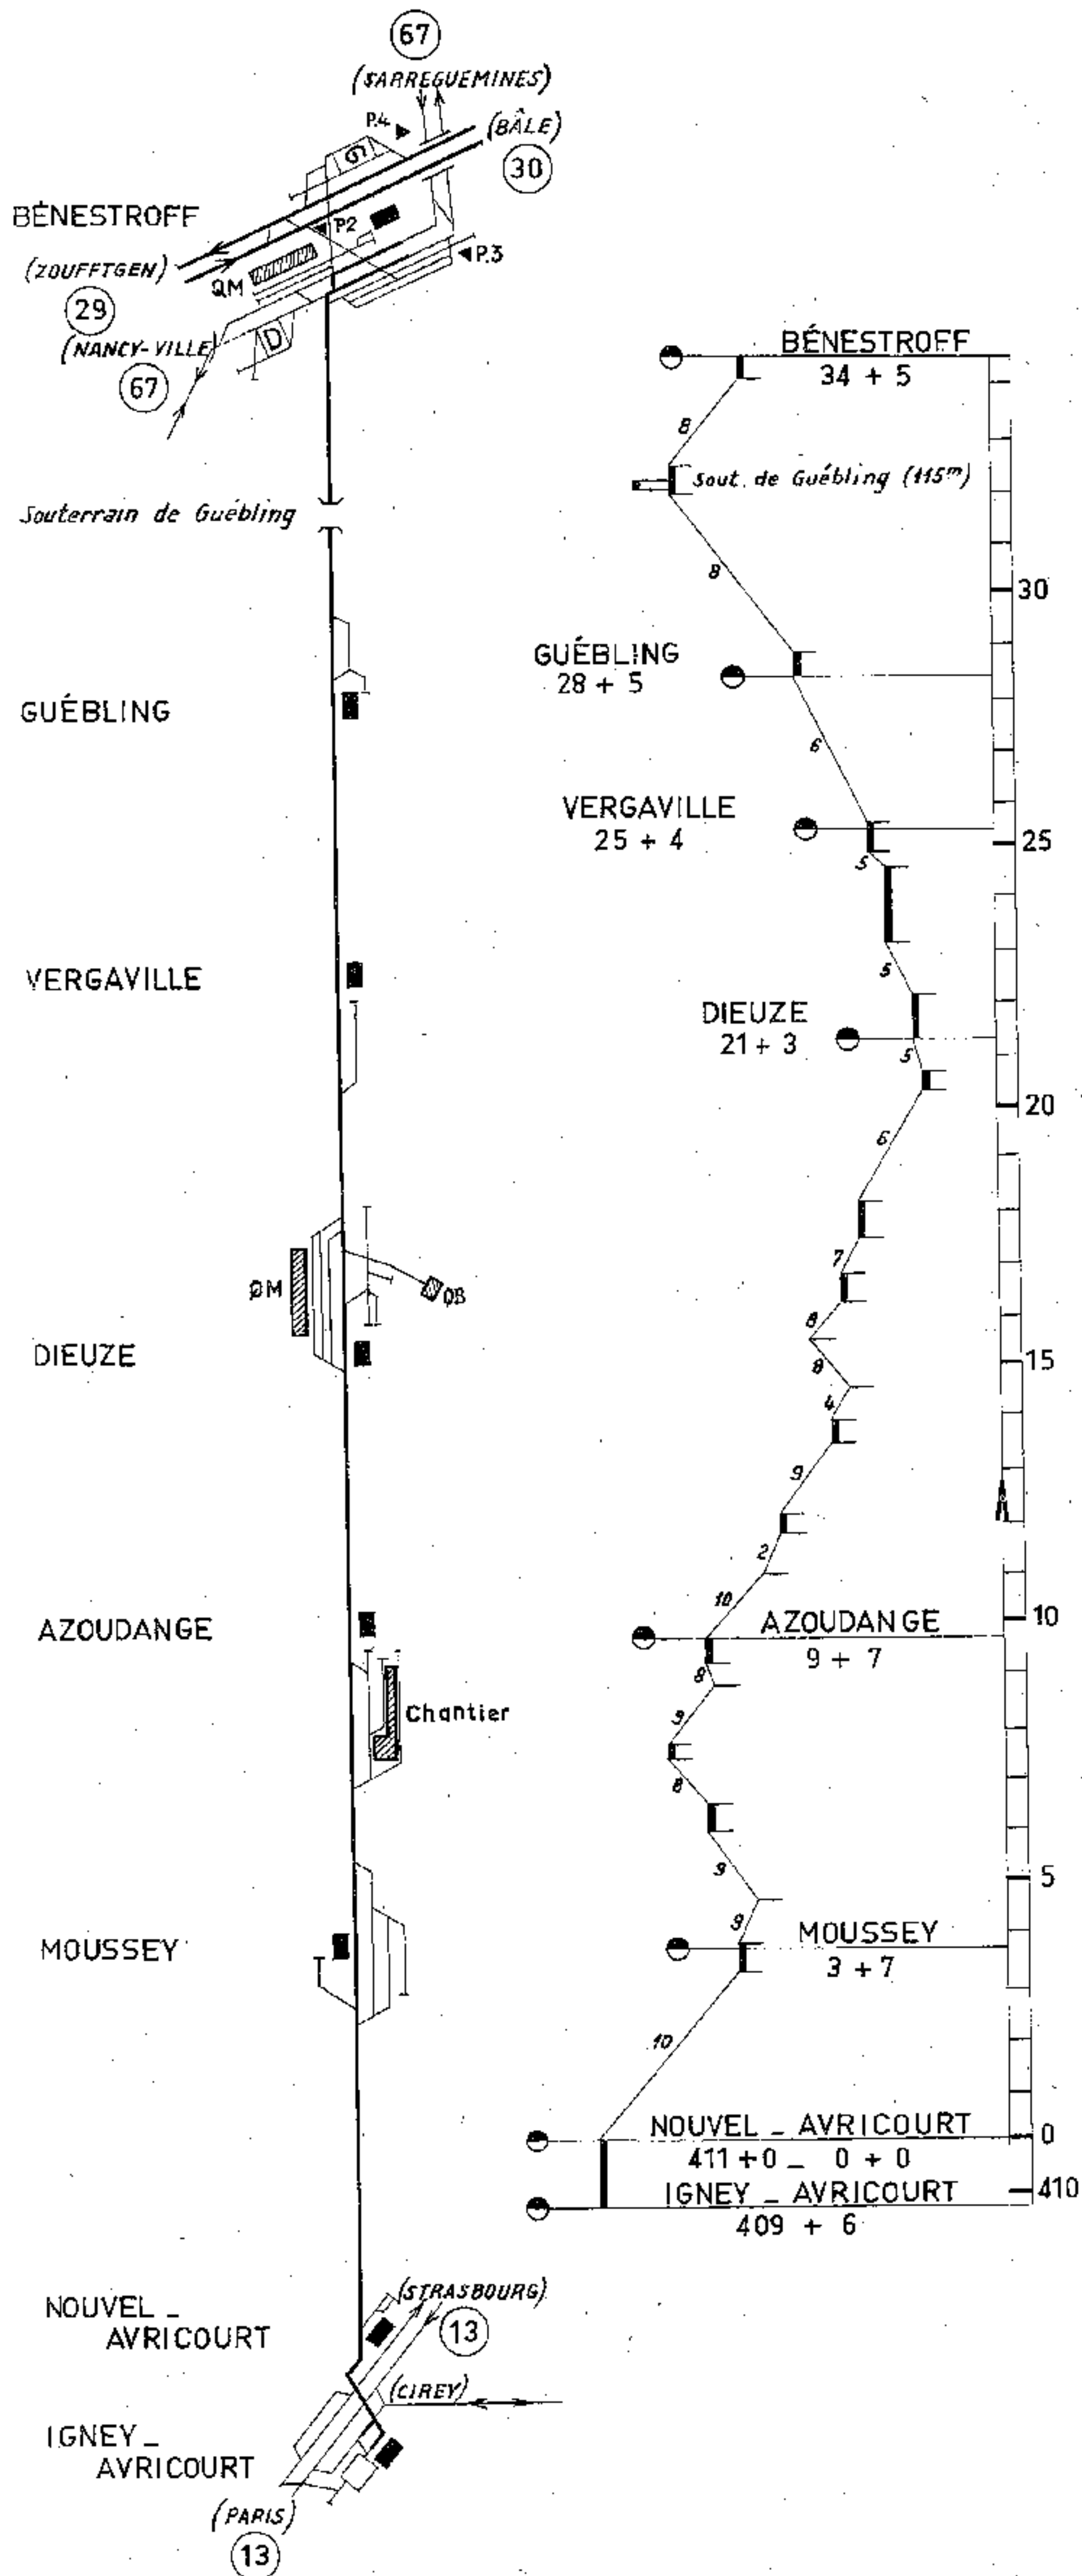 67
(SARREGUEMINES)
P.4
(BÂLE)
30
G
BÉNESTROFF
P2
(ZOUFFTGEN)
QM
P.3
29
(NANCY-VILLE)
D
67
BÉNESTROFF
34 + 5
8
Sout. de Guébling (115m)
Souterrain de Guébling
8
30
GUÉBLING
28 + 5
GUÉBLING
6
VERGAVILLE
25 + 4
25
5
VERGAVILLE
5
DIEUZE
21 + 3
5
20
6
QM
QB
7
DIEUZE
8
15
8
4
9
2
10
AZOUDANGE
10
AZOUDANGE
9 + 7
8
Chantier
9
8
5
9
9
MOUSSEY
MOUSSEY
3 + 7
10
NOUVEL _ AVRICOURT
0
411 + 0 _ 0 + 0
IGNEY _ AVRICOURT
410
409 + 6
(STRASBOURG)
NOUVEL _
AVRICOURT
13
(CIREY)
IGNEY _
AVRICOURT
(PARIS)
13